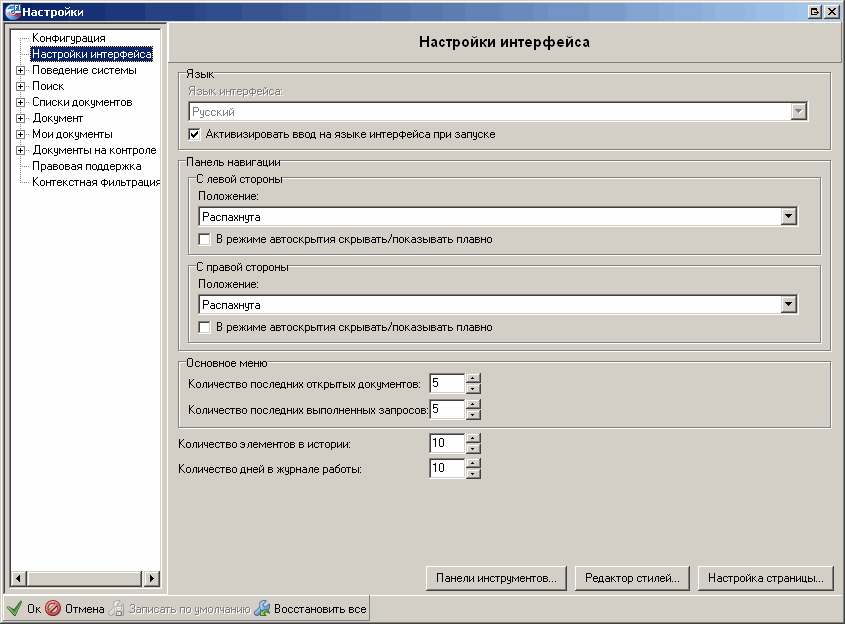 Настройки
Конфигурация
Настройки интерфейса
Поведение системы
Поиск
Списки документов
Документ
Мои документы
Документы на контроле
Правовая поддержка
Контекстная фильтрация
Настройки интерфейса
Язык
Язык интерфейса:
Русский
Активизировать ввод на языке интерфейса при запуске
Панель навигации
С левой стороны
Положение:
Распахнута
В режиме автоскрытия скрывать/показывать плавно
С правой стороны
Положение:
Распахнута
В режиме автоскрытия скрывать/показывать плавно
Основное меню
Количество последних открытых документов: 5
Количество последних выполненных запросов: 5
Количество элементов в истории: 10
Количество дней в журнале работы: 10
Панели инструментов... Редактор стилей... Настройка страницы...
Ок Отмена Записать по умолчанию Восстановить все